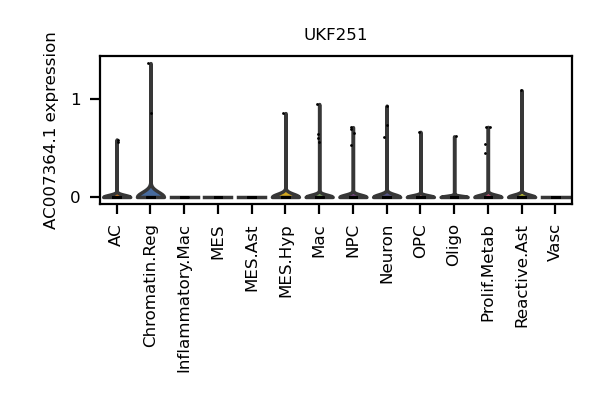 UKF251
AC007364.1 expression
1
0
AC
Chromatin.Reg
Inflammatory.Mac
MES
MES.Ast
MES.Hyp
Mac
NPC
Neuron
OPC
Oligo
Prolif.Metab
Reactive.Ast
Vasc